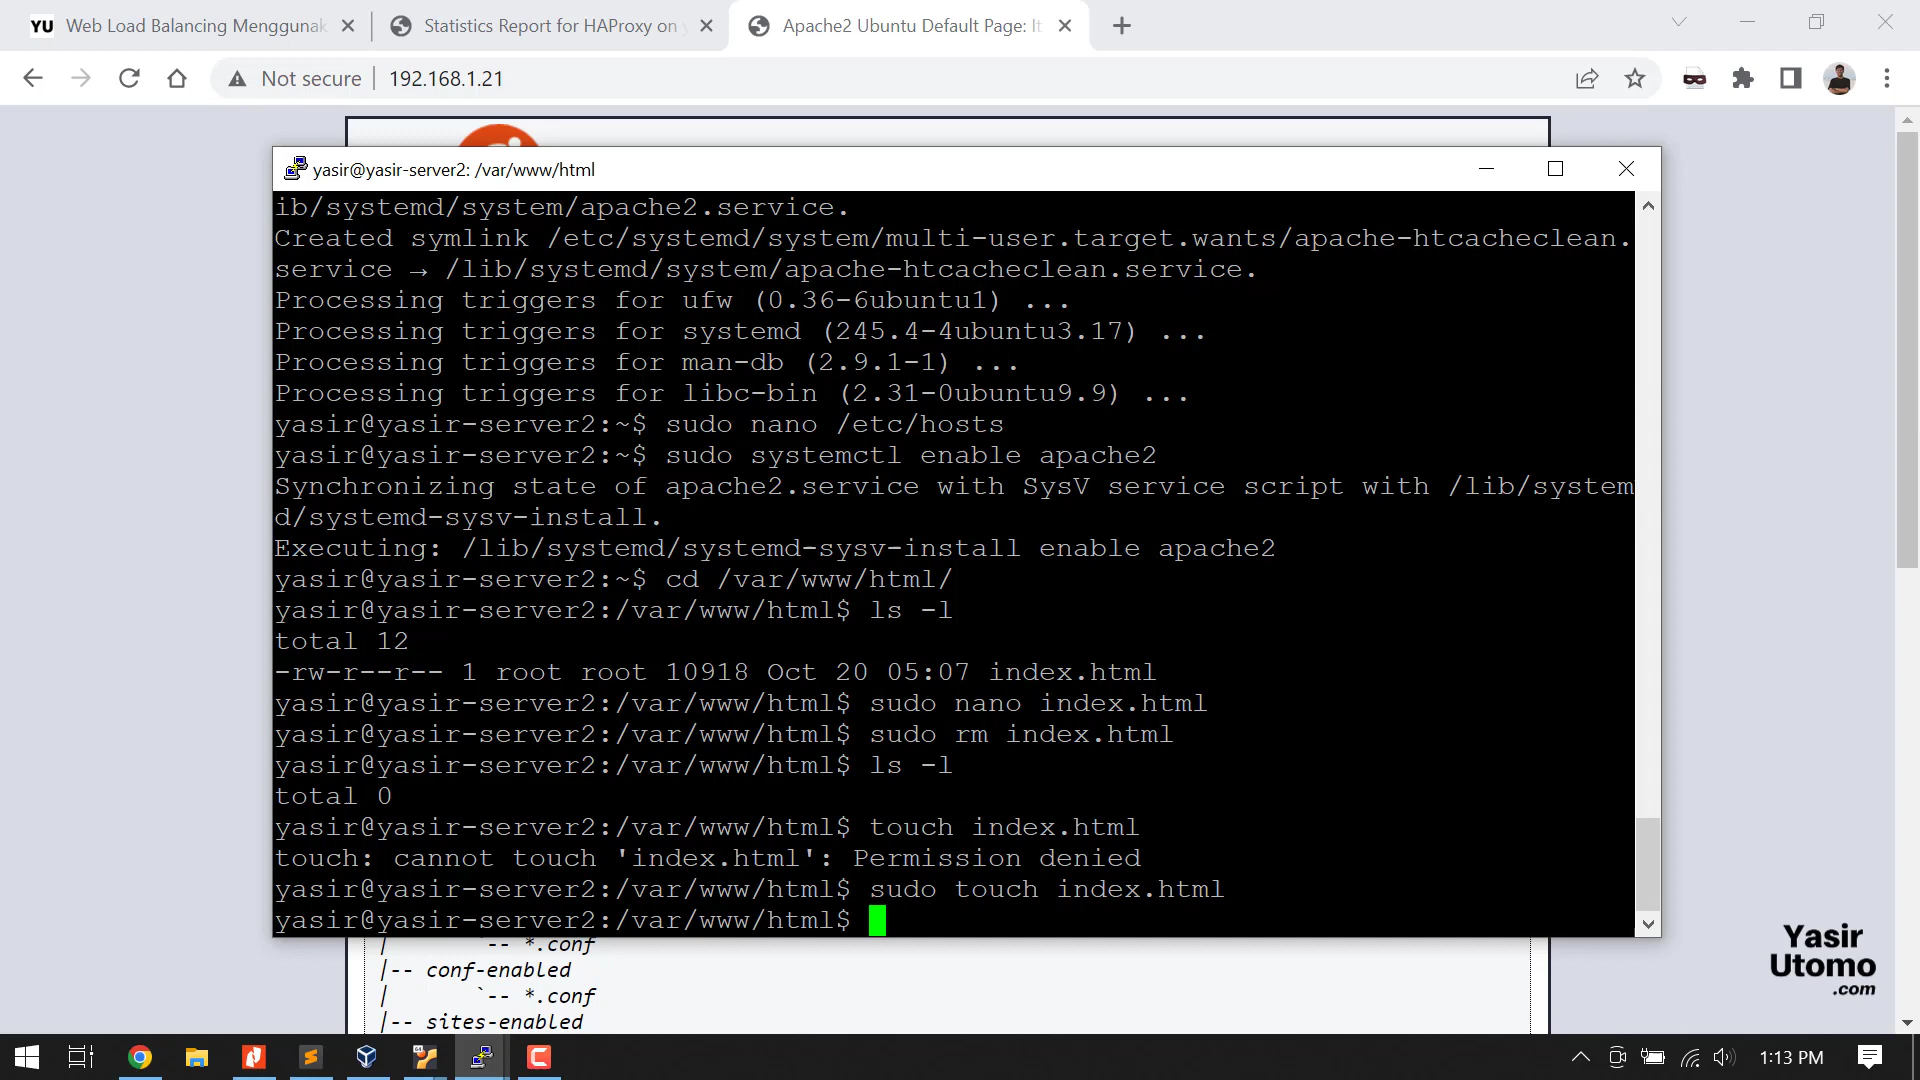 YU Web Load Balancing Menggunak
Statistics Report for HAProxy on y
Apache2 Ubuntu Default Page: It
Not secure 192.168.1.21
yasir@yasir-server2: /var/www/html
ib/systemd/system/apache2.service.
Created symlink /etc/systemd/system/multi-user.target.wants/apache-htcacheclean.
service → /lib/systemd/system/apache-htcacheclean.service.
Processing triggers for ufw (0.36-6ubuntu1) ...
Processing triggers for systemd (245.4-4ubuntu3.17) ...
Processing triggers for man-db (2.9.1-1) ...
Processing triggers for libc-bin (2.31-0ubuntu9.9) ...
yasir@yasir-server2:~$ sudo nano /etc/hosts
yasir@yasir-server2:~$ sudo systemctl enable apache2
Synchronizing state of apache2.service with SysV service script with /lib/system
d/systemd-sysv-install.
Executing: /lib/systemd/systemd-sysv-install enable apache2
yasir@yasir-server2:~$ cd /var/www/html/
yasir@yasir-server2:/var/www/html$ ls -l
total 12
-rw-r--r-- 1 root root 10918 Oct 20 05:07 index.html
yasir@yasir-server2:/var/www/html$ sudo nano index.html
yasir@yasir-server2:/var/www/html$ sudo rm index.html
yasir@yasir-server2:/var/www/html$ ls -l
total 0
yasir@yasir-server2:/var/www/html$ touch index.html
touch: cannot touch 'index.html': Permission denied
yasir@yasir-server2:/var/www/html$ sudo touch index.html
yasir@yasir-server2:/var/www/html$
|       `-- *.conf
|-- conf-enabled
|       `-- *.conf
|-- sites-enabled
Yasir
Utomo
.com
1:13 PM